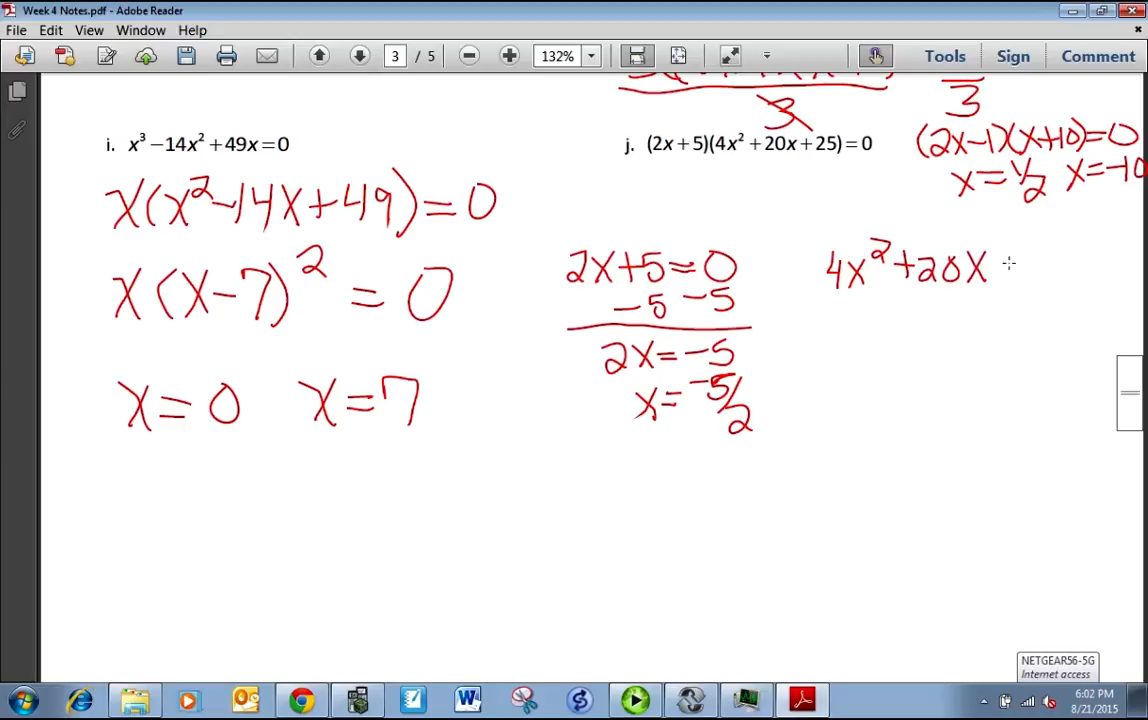 Week 4 Notes.pdf - Adobe Reader
File Edit View Window Help
3 / 5 132% Tools Sign Comment
3
3
(2x-1)(x+10)=0
x=1/2 x=-10
i. x³ −14x² +49x = 0
x(x²-14x+49)=0
x(x-7)² = 0
x=0 x=7
j. (2x+5)(4x² +20x+25) = 0
2x+5=0
-5 -5
2x=-5
x=-5/2
4x²+20x
NETGEAR56-5G
Internet access
6:02 PM
8/21/2015